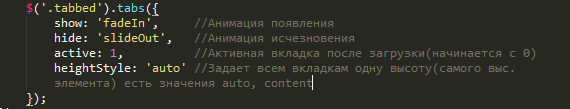 $('.tabbed').tabs({
show: 'fadeIn', //Анимация появления
hide: 'slideOut', //Анимация исчезновения
active: 1, //Активная вкладка после загрузки(начинается с 0)
heightStyle: 'auto' //Задает всем вкладкам одну высоту(самого выс.
элемента) есть значения auto, content
});